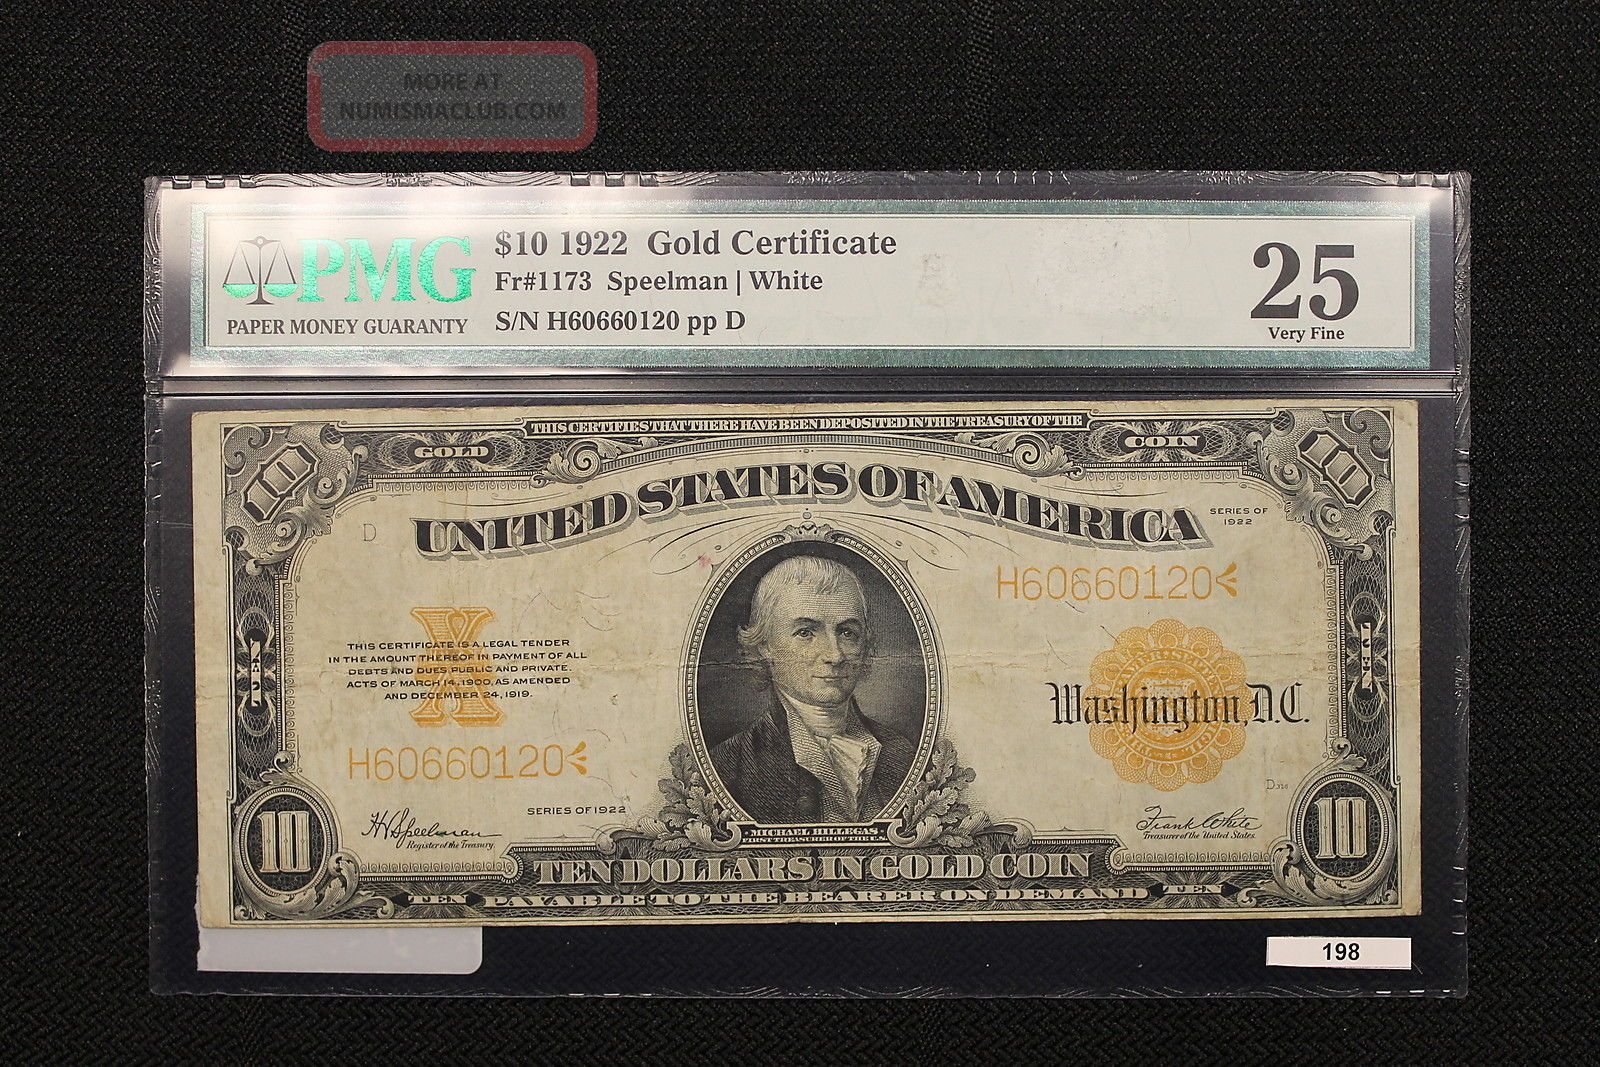 MORE AT
NUMISMACLUB.COM
PMG
PAPER MONEY GUARANTY
$10 1922 Gold Certificate
Fr#1173 Speelman | White
S/N H60660120 pp D
25
Very Fine
THIS CERTIFIES THAT THERE HAVE BEEN DEPOSITED IN THE TREASURY OF THE
10
GOLD
COIN
10
UNITED STATES OF AMERICA
SERIES OF
1922
D
H60660120
X
THIS CERTIFICATE IS A LEGAL TENDER
IN THE AMOUNT THEREOF IN PAYMENT OF ALL
DEBTS AND DUES PUBLIC AND PRIVATE.
ACTS OF MARCH 14, 1900, AS AMENDED
AND DECEMBER 24, 1919.
TEN
TEN
Washington, D.C.
H60660120
SERIES OF 1922
H V Speelman
Register of the Treasury.
MICHAEL HILLEGAS
FIRST TREASURER OF THE U.S.
Frank White
Treasurer of the United States.
10
10
TEN DOLLARS IN GOLD COIN
TEN PAYABLE TO THE BEARER ON DEMAND TEN
198